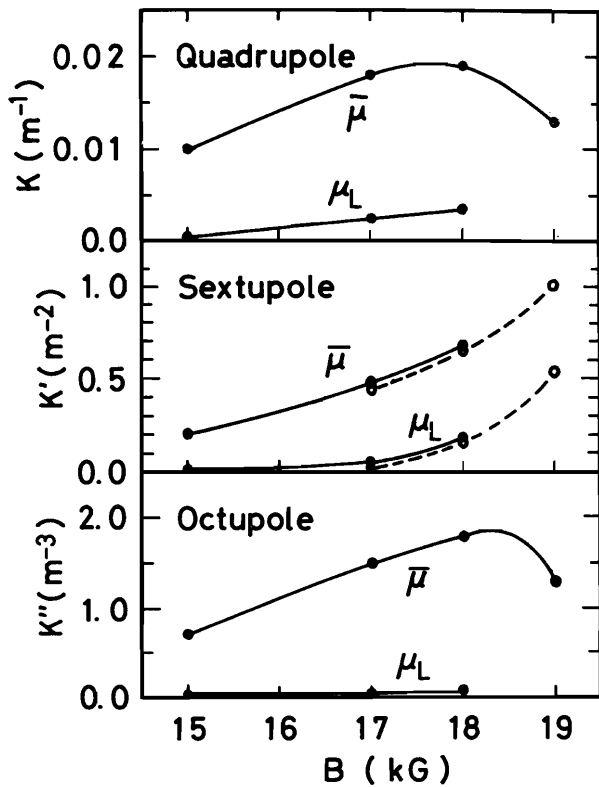 Quadrupole
0.02
0.01
0.0
K (m⁻¹)
μ̄
μL
Sextupole
1.0
0.5
0.0
K' (m⁻²)
μ̄
μL
Octupole
2.0
1.0
0.0
K'' (m⁻³)
μ̄
μL
15 16 17 18 19
B ( kG )